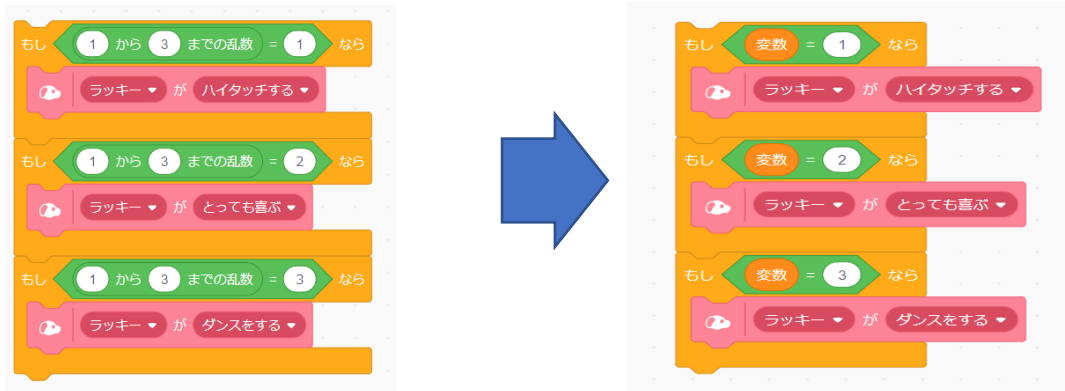 もし 1 から 3 までの乱数 = 1 なら
ラッキー が ハイタッチする
もし 1 から 3 までの乱数 = 2 なら
ラッキー が とっても喜ぶ
もし 1 から 3 までの乱数 = 3 なら
ラッキー が ダンスをする
もし 変数 = 1 なら
ラッキー が ハイタッチする
もし 変数 = 2 なら
ラッキー が とっても喜ぶ
もし 変数 = 3 なら
ラッキー が ダンスをする